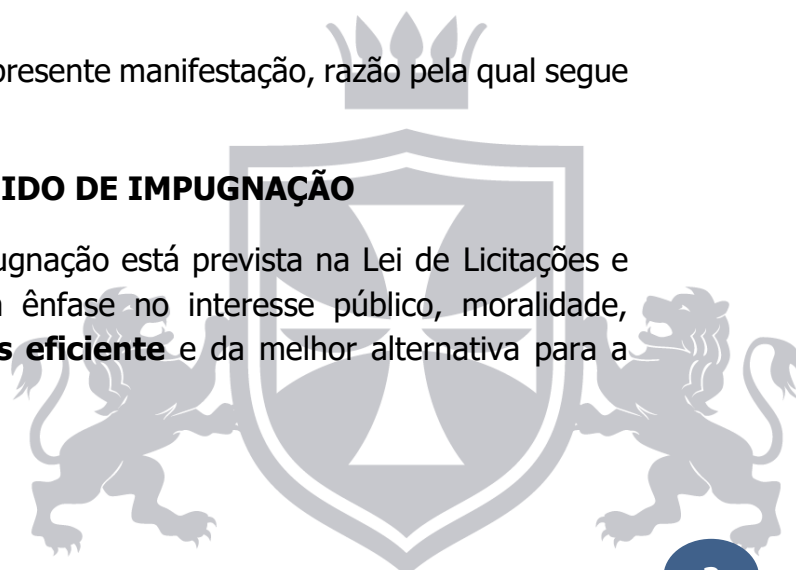 presente manifestação, razão pela qual segue
IDO DE IMPUGNAÇÃO
ugnação está prevista na Lei de Licitações e
ênfase no interesse público, moralidade,
s eficiente e da melhor alternativa para a